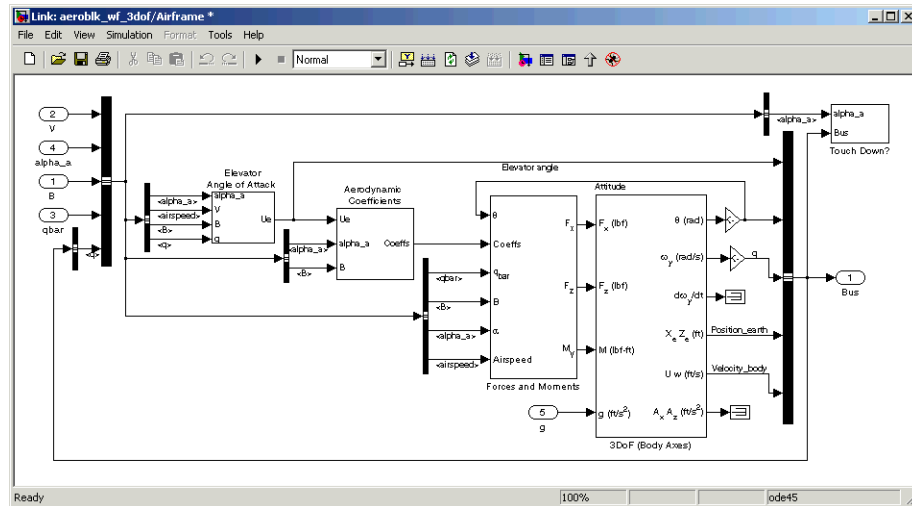 Link: aeroblk_wf_3dof/Airframe *
File Edit View Simulation Format Tools Help
Normal
2
V
4
alpha_a
1
B
3
qbar
<q>
Elevator
Angle of Attack
alpha_a
V
B
q
Ue
<alpha_a>
<airspeed>
<B>
<q>
Aerodynamic
Coefficients
Ue
alpha_a
B
Coeffs
<alpha_a>
<B>
Elevator angle
Attitude
θ
Coeffs
q_bar
B
α
Airspeed
F_x
F_z
M_y
<qbar>
<B>
<alpha_a>
<airspeed>
Forces and Moments
5
g
F_x (lbf)
F_z (lbf)
M (lbf-ft)
g (ft/s²)
θ (rad)
ω_y (rad/s)
dω_y/dt
X_e Z_e (ft)
U w (ft/s)
A_x A_z (ft/s²)
3DoF (Body Axes)
q
Position_earth
Velocity_body
<alpha_a>
alpha_a
Bus
Touch Down?
1
Bus
Ready 100% ode45